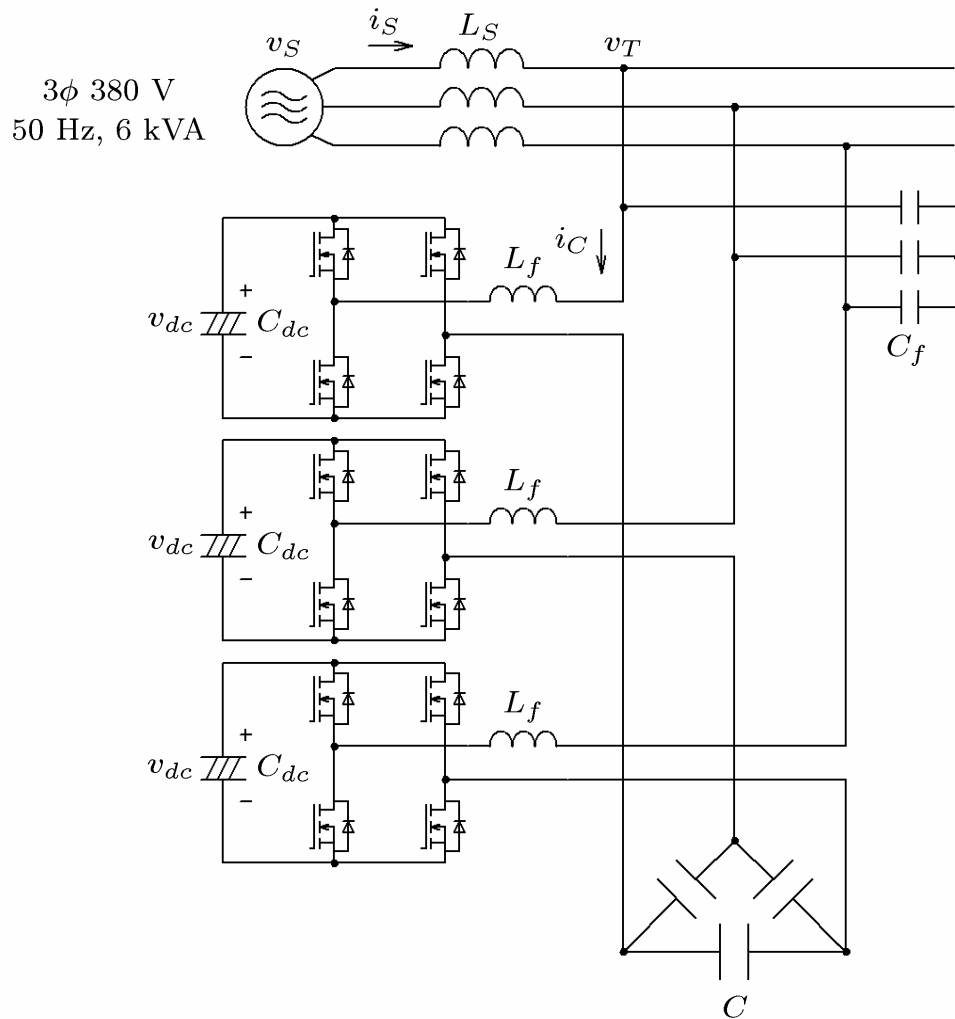 i_S
L_S
v_S
v_T
3ϕ 380 V
50 Hz, 6 kVA
i_C
L_f
+
v_dc C_dc
−
C_f
L_f
+
v_dc C_dc
−
L_f
+
v_dc C_dc
−
C